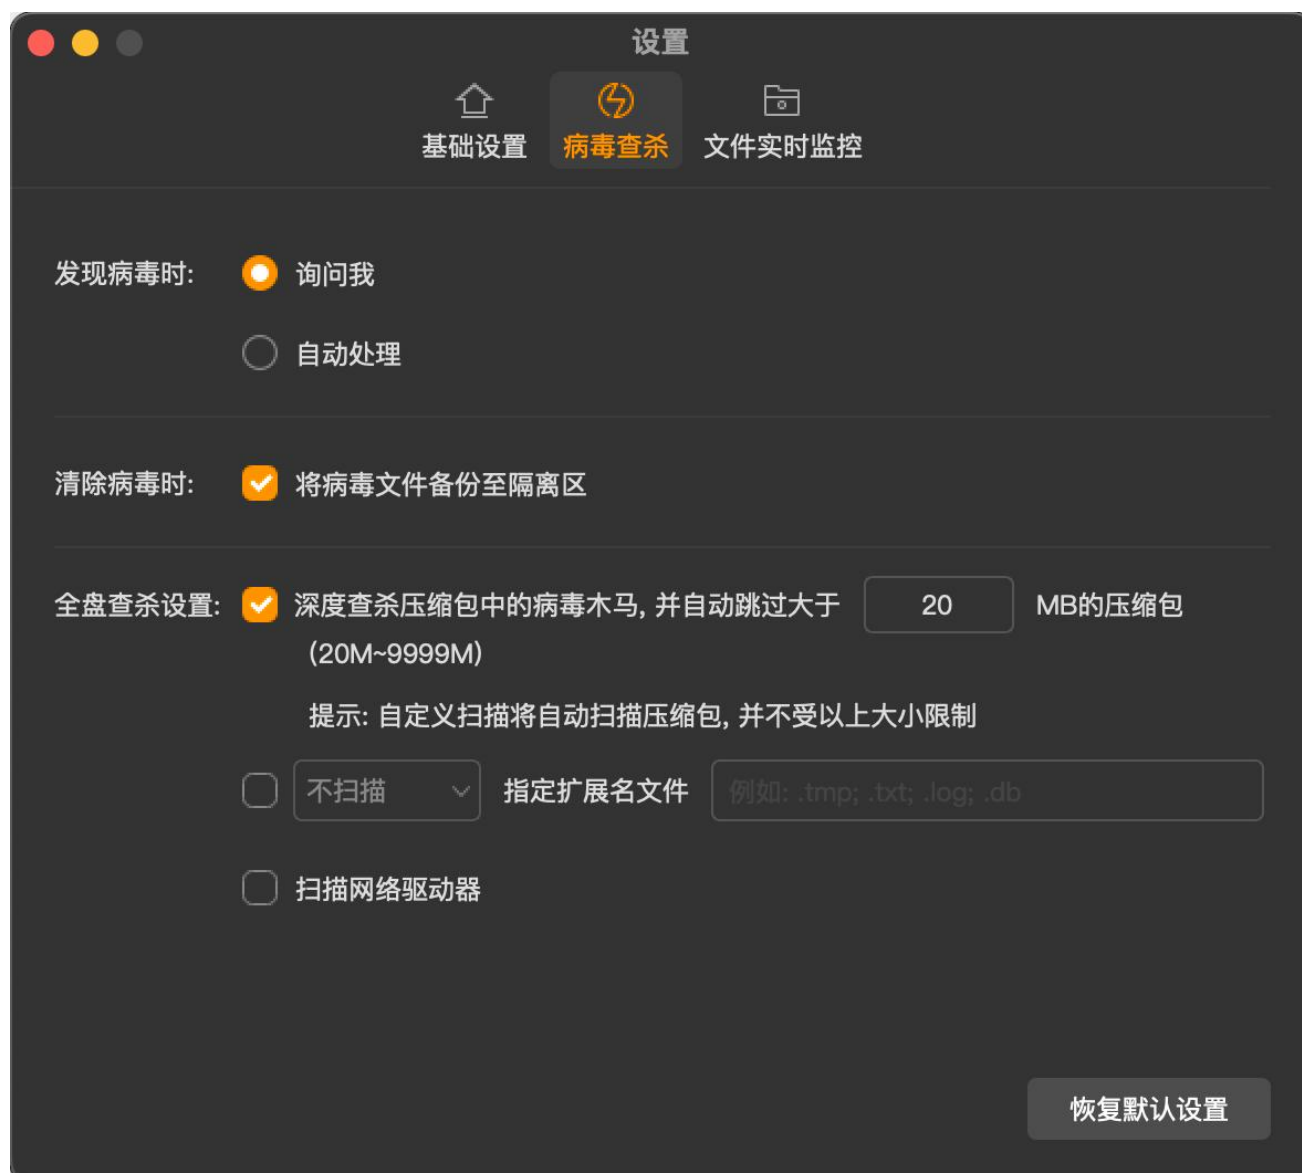 设置
基础设置 病毒查杀 文件实时监控
发现病毒时: 询问我
自动处理
清除病毒时: 将病毒文件备份至隔离区
全盘查杀设置: 深度查杀压缩包中的病毒木马, 并自动跳过大于 20 MB的压缩包
(20M~9999M)
提示: 自定义扫描将自动扫描压缩包, 并不受以上大小限制
不扫描 指定扩展名文件 例如: .tmp; .txt; .log; .db
扫描网络驱动器
恢复默认设置